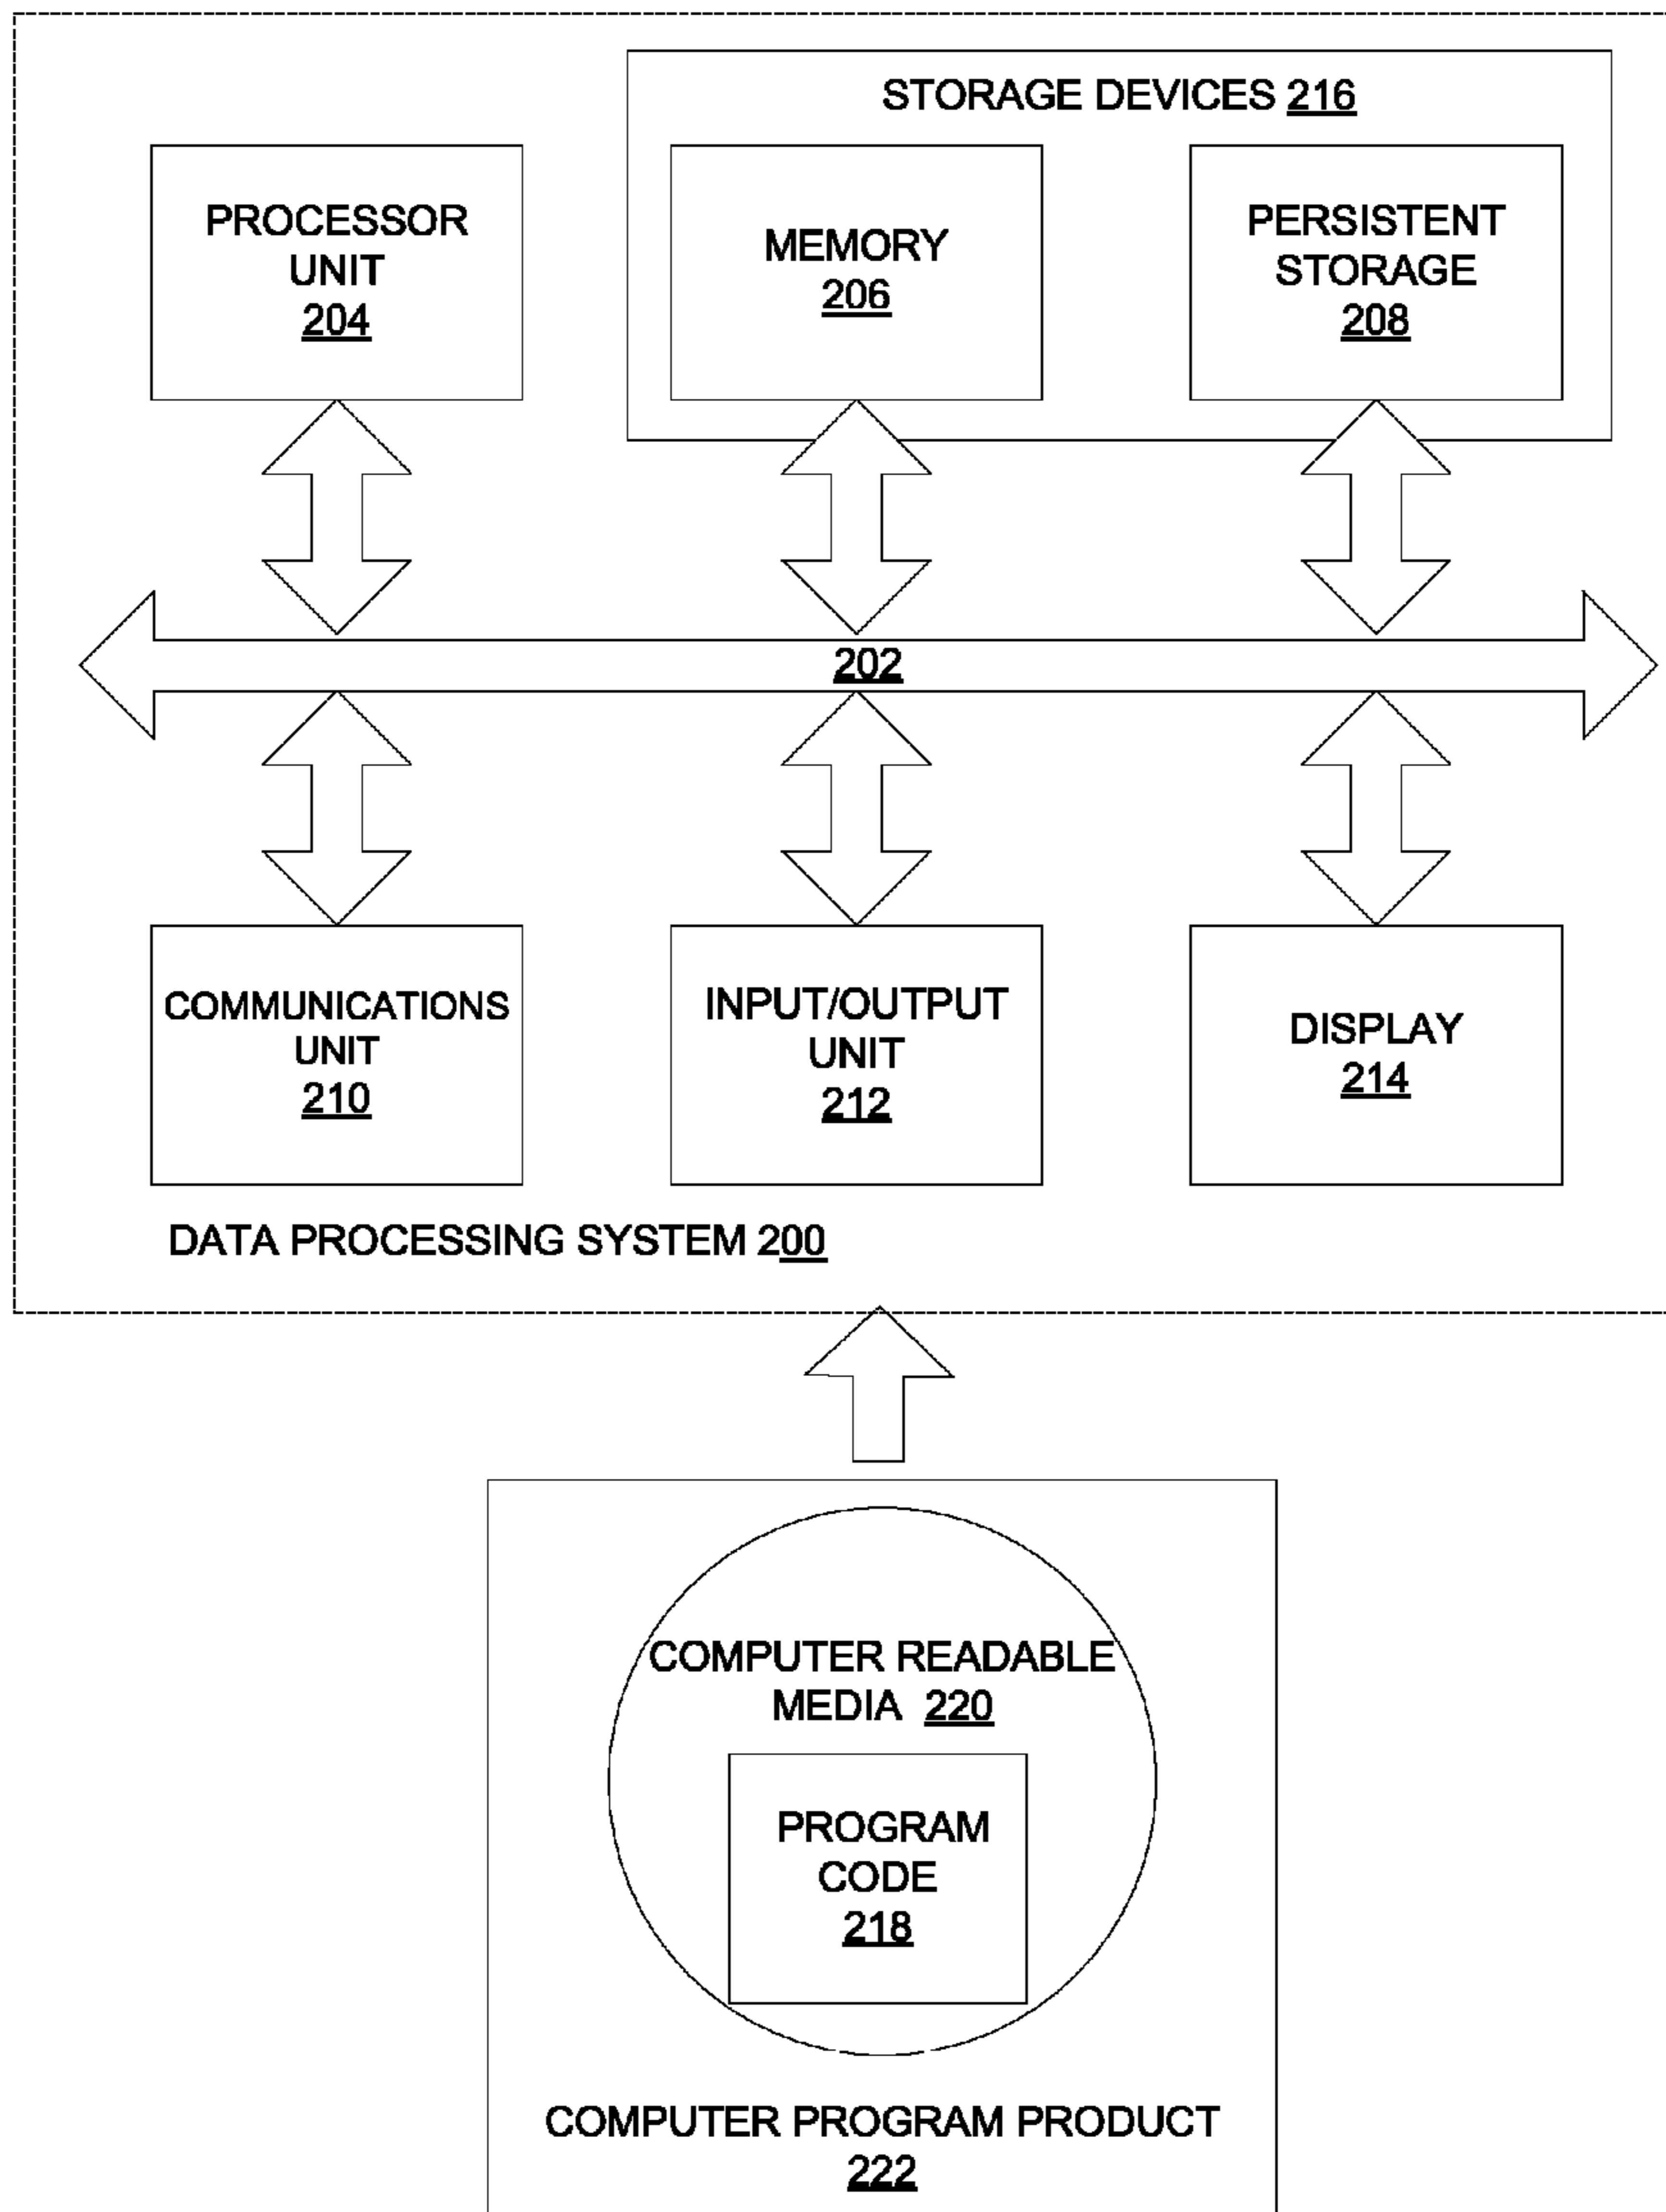 STORAGE DEVICES 216
PROCESSOR
UNIT
204
MEMORY
206
PERSISTENT
STORAGE
208
202
COMMUNICATIONS
UNIT
210
INPUT/OUTPUT
UNIT
212
DISPLAY
214
DATA PROCESSING SYSTEM 200
COMPUTER READABLE
MEDIA 220
PROGRAM
CODE
218
COMPUTER PROGRAM PRODUCT
222